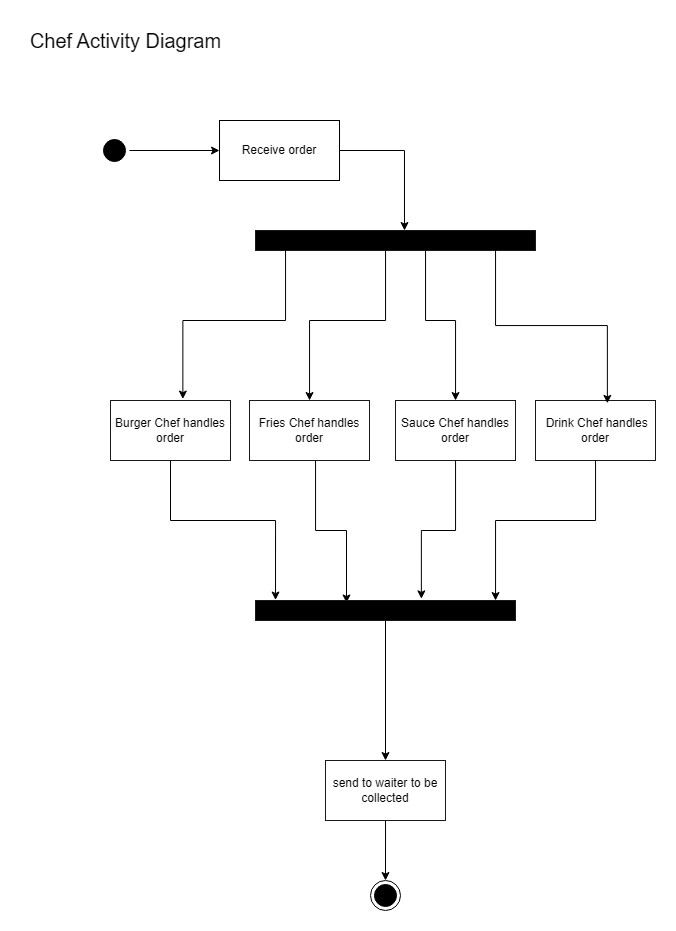 Chef Activity Diagram
Receive order
Burger Chef handles
order
Fries Chef handles
order
Sauce Chef handles
order
Drink Chef handles
order
send to waiter to be
collected